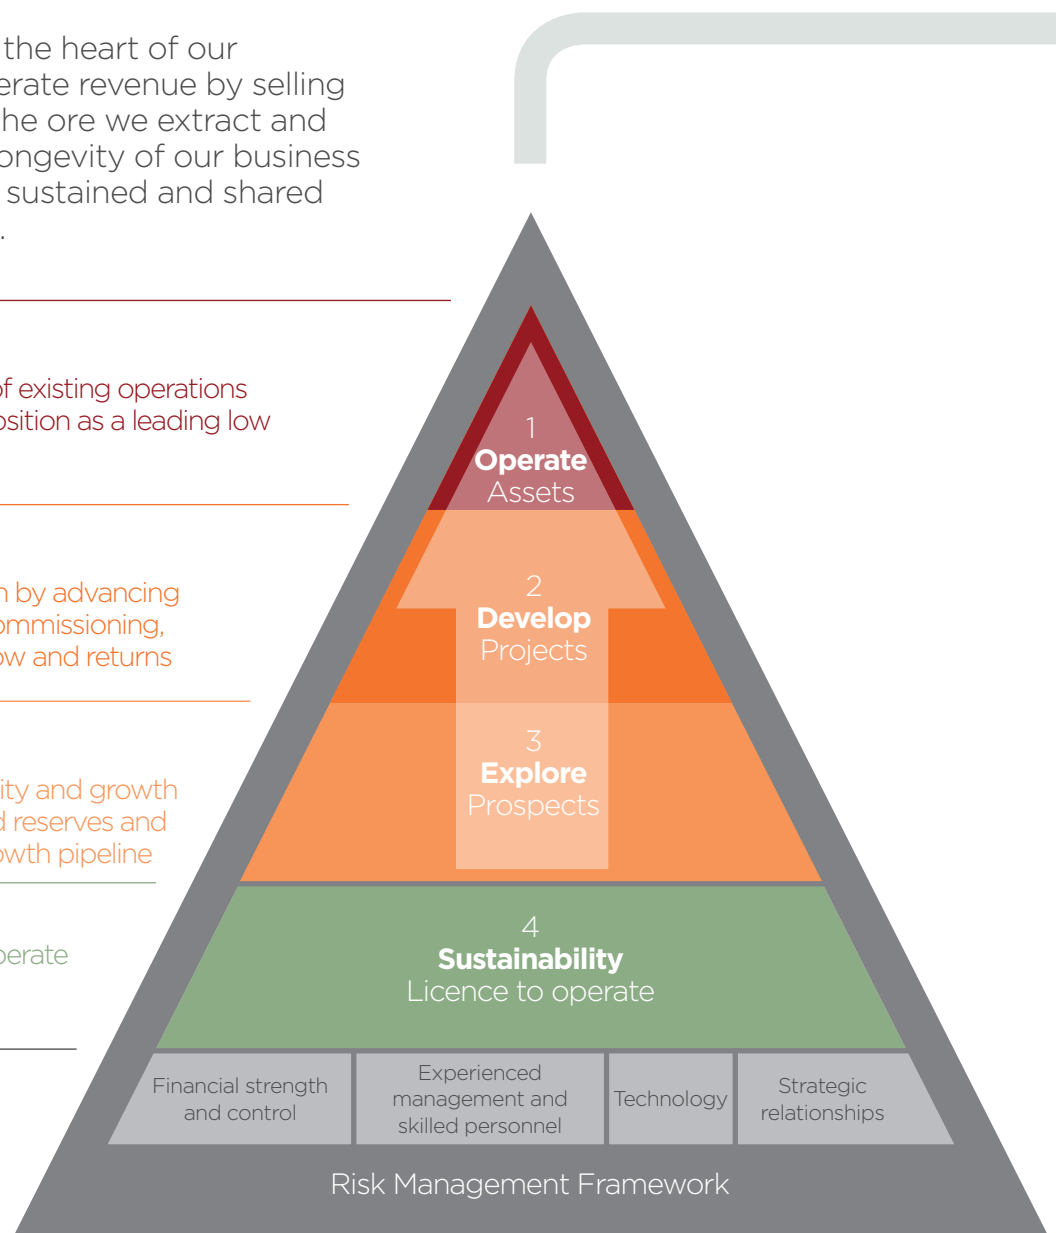 the heart of our
erate revenue by selling
he ore we extract and
ongevity of our business
sustained and shared
.
of existing operations
osition as a leading low
n by advancing
ommissioning,
ow and returns
ity and growth
d reserves and
owth pipeline
perate
1
Operate
Assets
2
Develop
Projects
3
Explore
Prospects
4
Sustainability
Licence to operate
Financial strength
and control
Experienced
management and
skilled personnel
Technology
Strategic
relationships
Risk Management Framework